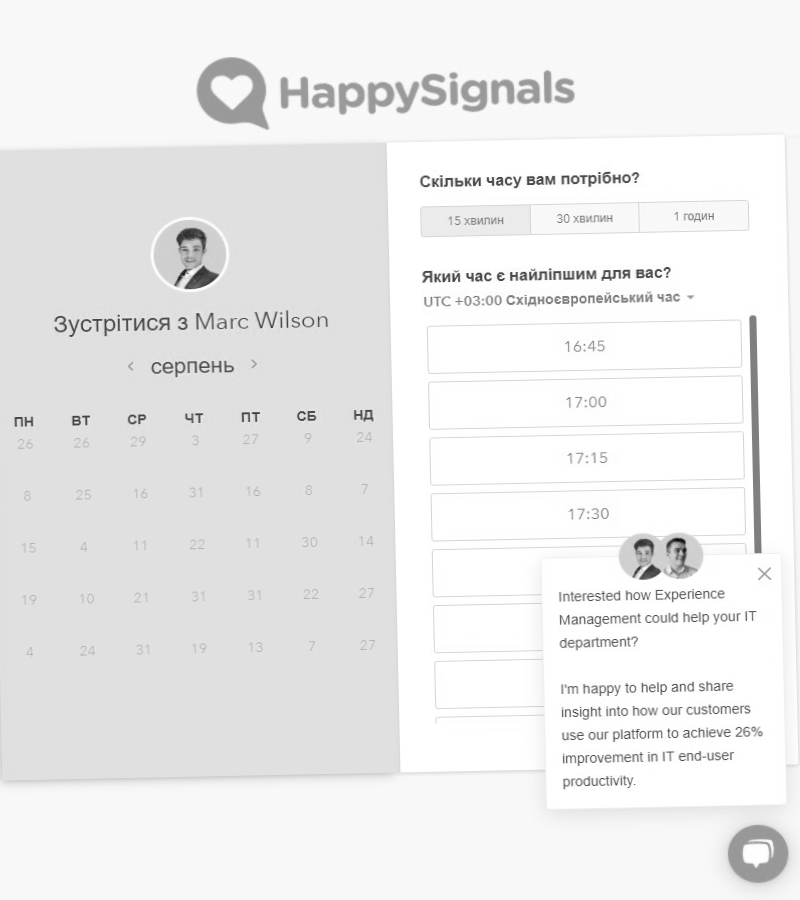 HappySignals
Зустрітися з Marc Wilson
серпень
ПН ВТ СР ЧТ ПТ СБ НД
26 26 29 3 27 9 24
8 25 16 31 16 8 7
15 4 11 22 11 30 14
19 10 21 31 31 22 27
4 24 31 19 13 7 27
Скільки часу вам потрібно?
15 хвилин 30 хвилин 1 годин
Який час є найліпшим для вас?
UTC +03:00 Східноєвропейський час
16:45
17:00
17:15
17:30
Interested how Experience
Management could help your IT
department?
I'm happy to help and share
insight into how our customers
use our platform to achieve 26%
improvement in IT end-user
productivity.